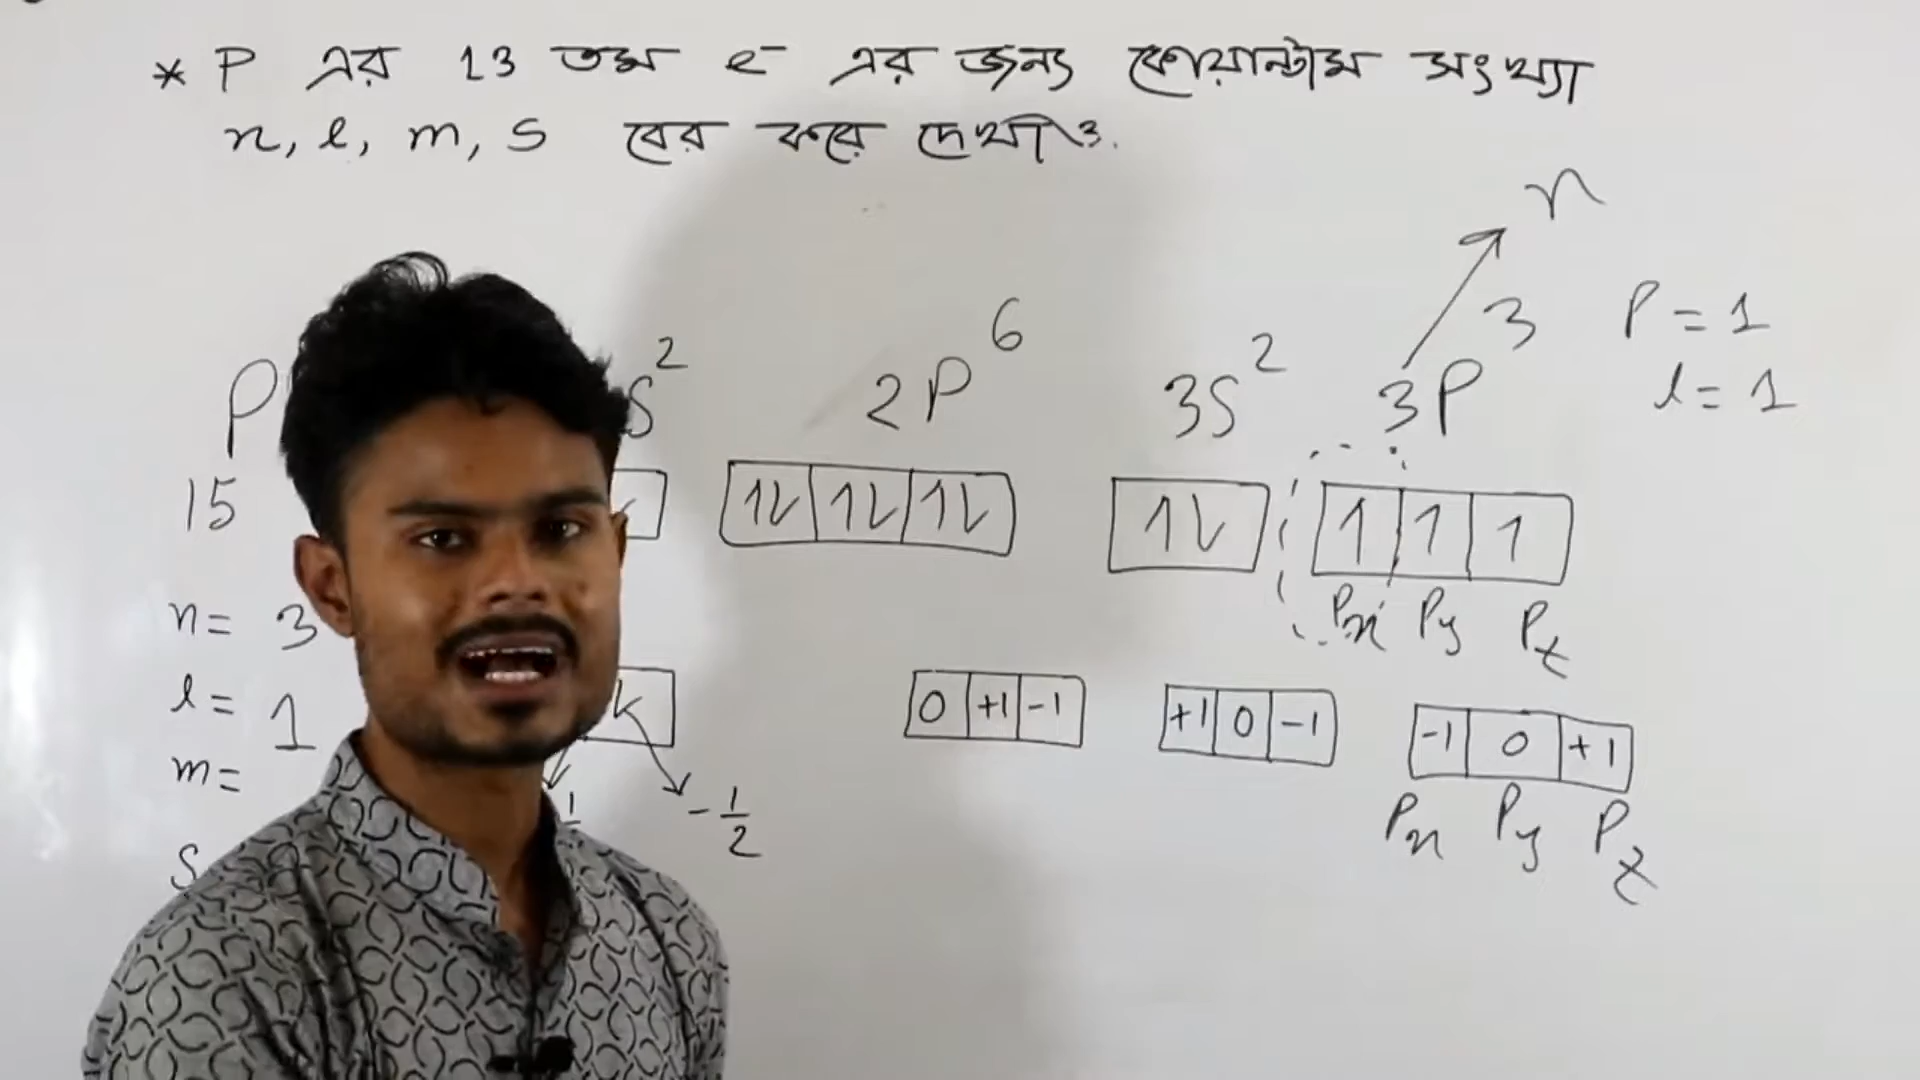 * P এর 13 তম e⁻ এর জন্য কোয়ান্টাম সংখ্যা
n, l, m, s বের করে দেখাও.
n
P = 1
l = 1
P S² 2P⁶ 3S² 3P³
15 1l 1l 1l 1l 1 1 1
Px Py Pz
n = 3
l = 1 0 +1 -1 +1 0 -1 -1 0 +1
m = - 1/2 Px Py Pz
S